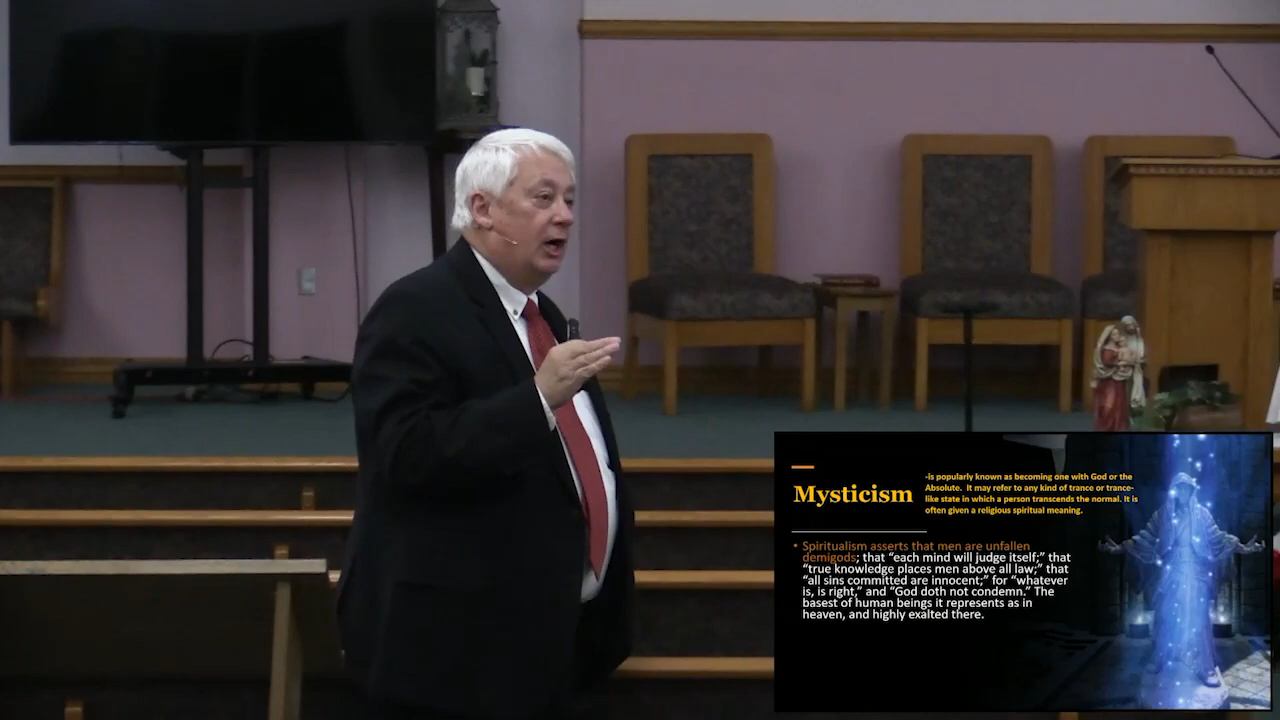 Mysticism
-is popularly known as becoming one with God or the
Absolute. It may refer to any kind of trance or trance-
like state in which a person transcends the normal. It is
often given a religious spiritual meaning.
• Spiritualism asserts that men are unfallen
demigods; that “each mind will judge itself;” that
“true knowledge places men above all law;” that
“all sins committed are innocent;” for “whatever
is, is right,” and “God doth not condemn.” The
basest of human beings it represents as in
heaven, and highly exalted there.